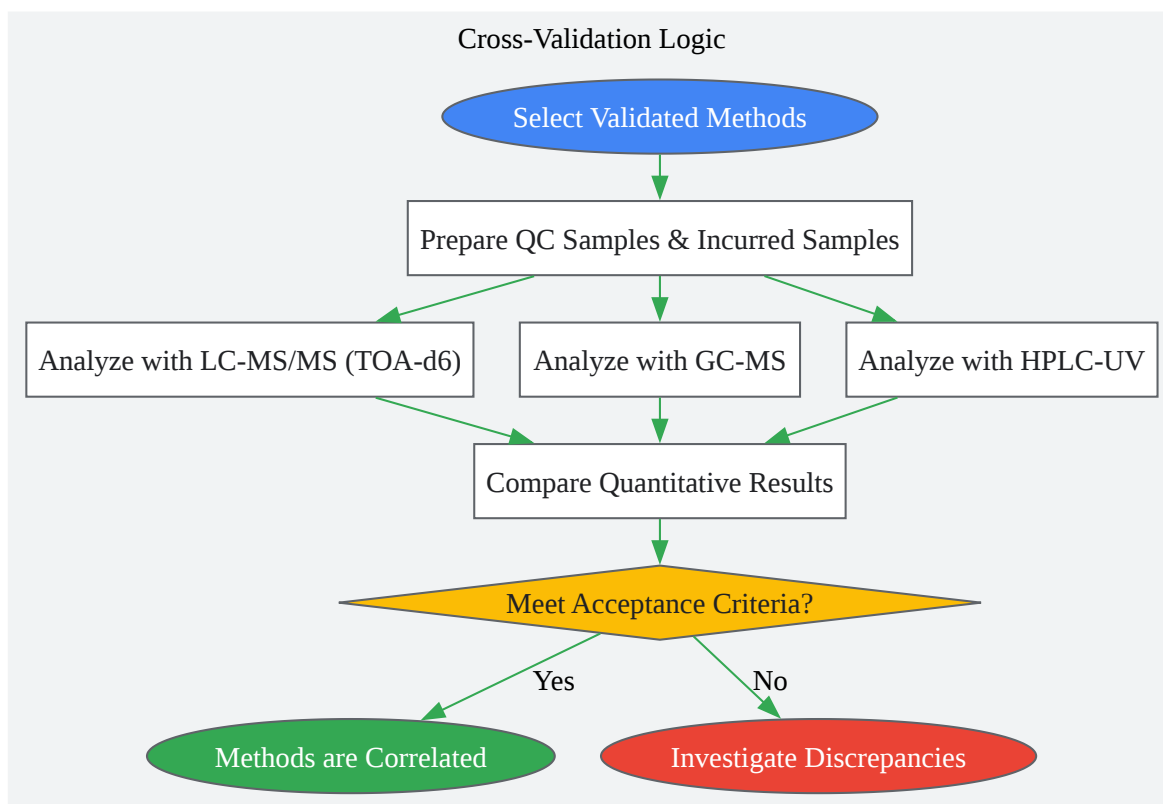 Cross-Validation Logic
Select Validated Methods
Prepare QC Samples & Incurred Samples
Analyze with LC-MS/MS (TOA-d6)
Analyze with GC-MS
Analyze with HPLC-UV
Compare Quantitative Results
Meet Acceptance Criteria?
Yes
No
Methods are Correlated
Investigate Discrepancies